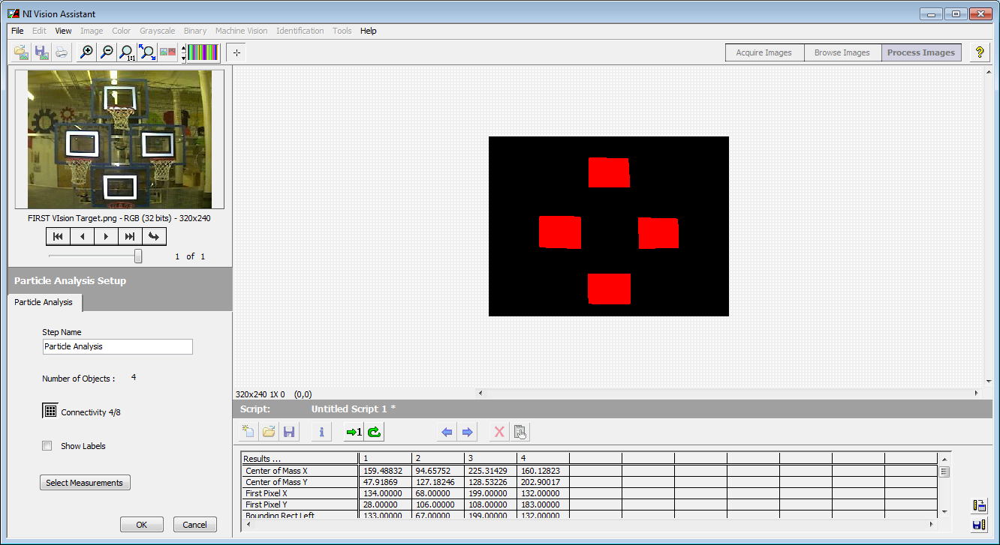 NI Vision Assistant
File Edit View Image Color Grayscale Binary Machine Vision Identification Tools Help
1:1
Acquire Images Browse Images Process Images ?
FIRST VIsion Target.png - RGB (32 bits) - 320x240
1 of 1
Particle Analysis Setup
Particle Analysis
Step Name
Particle Analysis
Number of Objects : 4
Connectivity 4/8
Show Labels
Select Measurements
OK Cancel
320x240 1X 0 (0,0)
Script: Untitled Script 1 *
1
Results ... 1 2 3 4
Center of Mass X 159.48832 94.65752 225.31429 160.12823
Center of Mass Y 47.91869 127.18246 128.53226 202.90017
First Pixel X 134.00000 68.00000 199.00000 132.00000
First Pixel Y 28.00000 106.00000 108.00000 183.00000
Bounding Rect Left 133.00000 67.00000 199.00000 132.00000